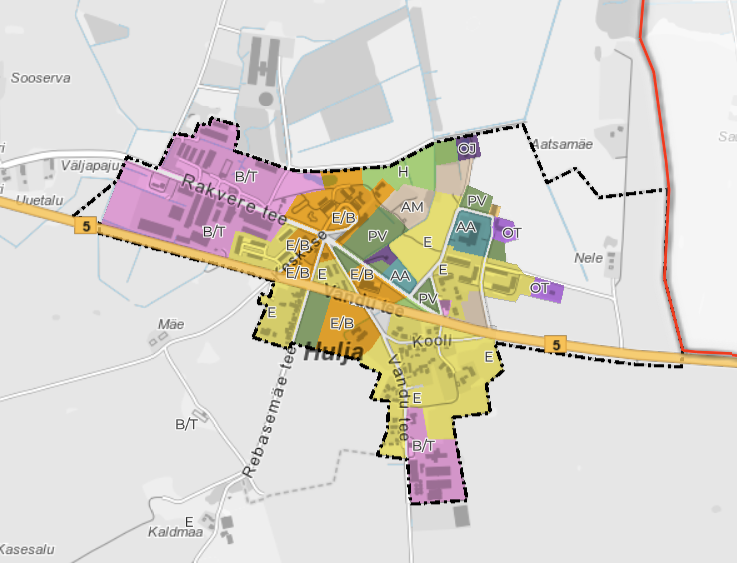 Sooserva
Aatsamäe
OJ
Väljapaju
H
B/T
Uuetalu
Rakvere tee
PV
AM
E/B
AA
5
B/T
PV
E
OT
E/B
Nele
E
E/B
E
E/B
AA
OT
Vandu tee
PV
E
Mäe
E/B
Kooli
5
Hulja
E
Vandu tee
Rebasemäe tee
E
B/T
B/T
E
Kaldmaa
Kasesalu